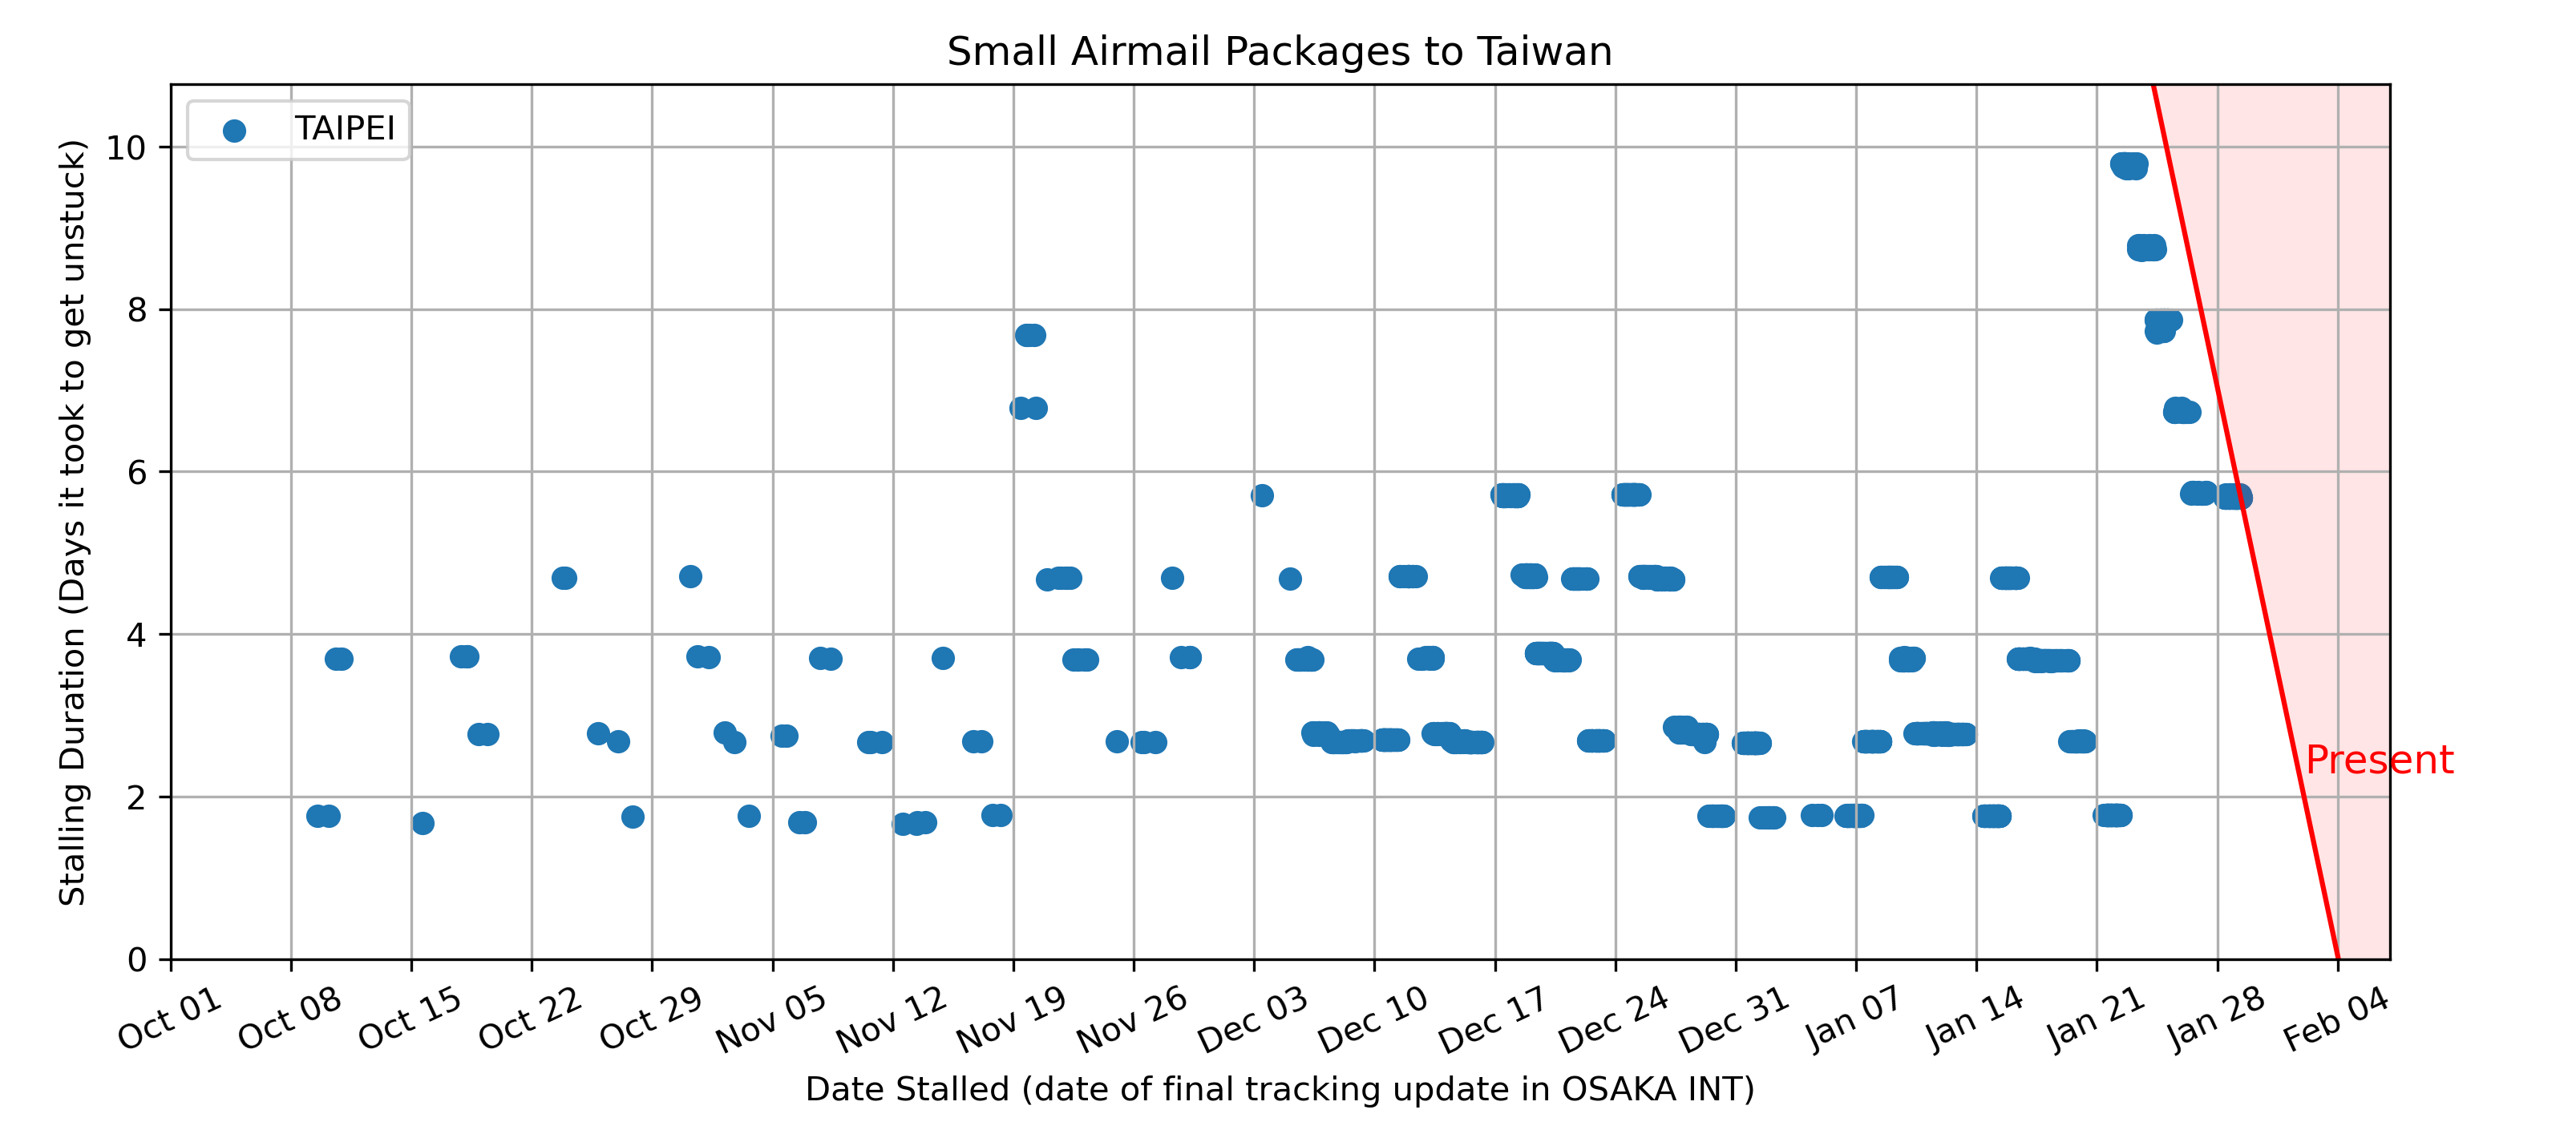 Small Airmail Packages to Taiwan
TAIPEI
Stalling Duration (Days it took to get unstuck)
10
8
6
4
2
0
Present
Oct 01
Oct 08
Oct 15
Oct 22
Oct 29
Nov 05
Nov 12
Nov 19
Nov 26
Dec 03
Dec 10
Dec 17
Dec 24
Dec 31
Jan 07
Jan 14
Jan 21
Jan 28
Feb 04
Date Stalled (date of final tracking update in OSAKA INT)